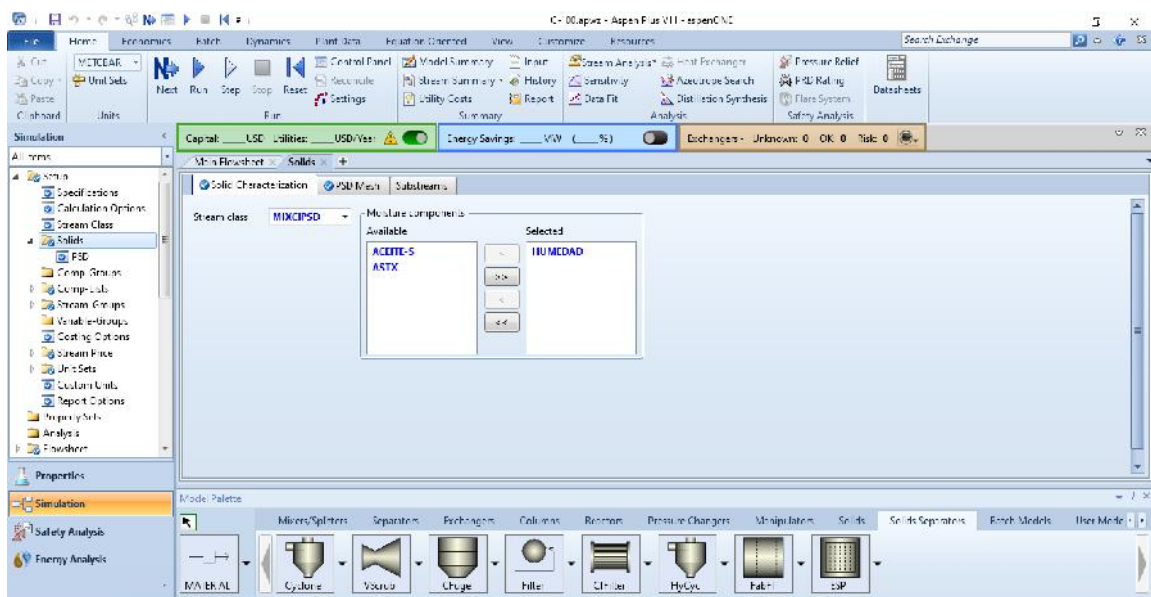 Aspen Plus V11 - aspenONE
File Home Economics Batch Dynamics Plant Data Equation Oriented View Customize Resources Search Exchange
Cut METCBAR Control Panel Model Summary Input Stream Analysis Heat Exchanger Pressure Relief
Copy Unit Sets Next Run Step Stop Reset Reconcile Stream Summary History Sensitivity Azeotrope Search PRD Rating Datasheets
Paste Settings Utility Costs Report Data Fit Distillation Synthesis Flare System
Clipboard Units Run Summary Analysis Safety Analysis
Simulation
Capital: USD Utilities: USD/Year Energy Savings: MW ( %) Exchangers - Unknown: 0 OK: 0 Risk: 0
All Items
Main Flowsheet Solids
Setup
Specifications
Calculation Options
Stream Class
Solids
PSD
Comp-Groups
Comp-Lists
Stream-Groups
Variable-Groups
Costing Options
Stream Price
Unit Sets
Custom Units
Report Options
Property Sets
Analysis
Flowsheet
Solid Characterization PSD Mesh Substreams
Stream class MIXCIPSD Moisture components
Available Selected
ACEITE-S HUMEDAD
ASTX
>>
<
<<
Properties
Simulation
Safety Analysis
Energy Analysis
Model Palette
Mixers/Splitters Separators Exchangers Columns Reactors Pressure Changers Manipulators Solids Solids Separators Batch Models User Models
MATERIAL Cyclone VScrub CFuge Filter CfFilter HyCyc FabFl ESP